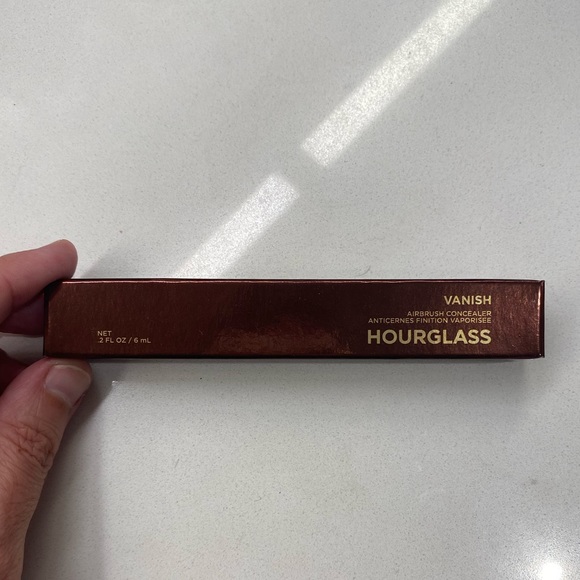 VANISH
AIRBRUSH CONCEALER
ANTICERNES FINITION VAPORISÉE
HOURGLASS
NET
.2 FL OZ / 6 mL